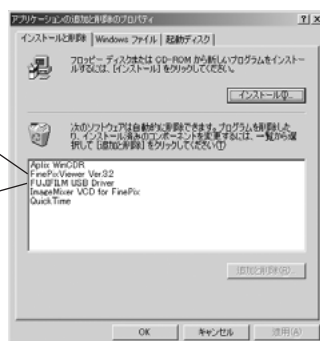 アプリケーションの追加と削除のプロパティ
インストールと削除
Windows ファイル
起動ディスク
フロッピー ディスクまたは CD-ROM から新しいプログラムをインストー
ルするには、[インストール] をクリックしてください。
インストール(I)...
次のソフトウェアは自動的に削除できます。プログラムを削除した
り、インストール済みのコンポーネントを変更するには、一覧から選
択して [追加と削除] をクリックしてください(T)
Aplix WinCDR
FinePixViewer Ver.3.2
FUJIFILM USB Driver
ImageMixer VCD for FinePix
QuickTime
追加と削除(R)...
OK
キャンセル
適用(A)